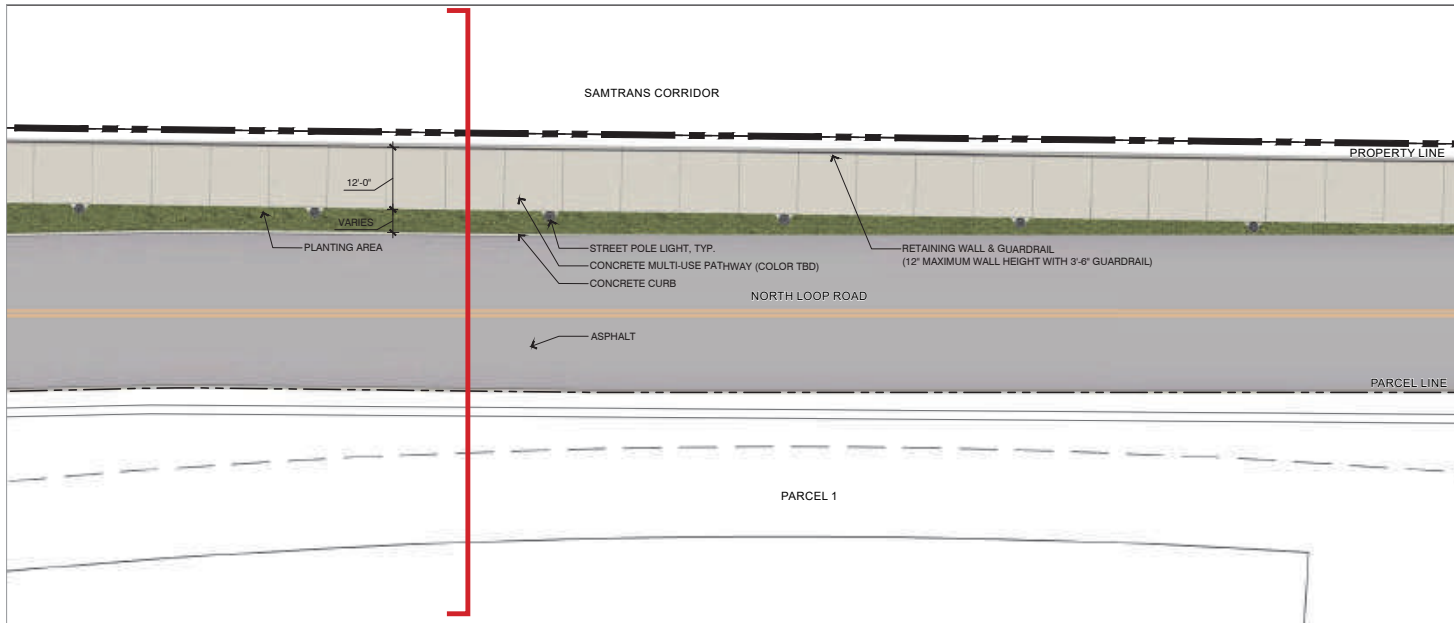 SAMTRANS CORRIDOR
PROPERTY LINE
12'-0"
VARIES
PLANTING AREA
STREET POLE LIGHT, TYP.
CONCRETE MULTI-USE PATHWAY (COLOR TBD)
CONCRETE CURB
RETAINING WALL & GUARDRAIL
(12" MAXIMUM WALL HEIGHT WITH 3'-6" GUARDRAIL)
NORTH LOOP ROAD
ASPHALT
PARCEL LINE
PARCEL 1